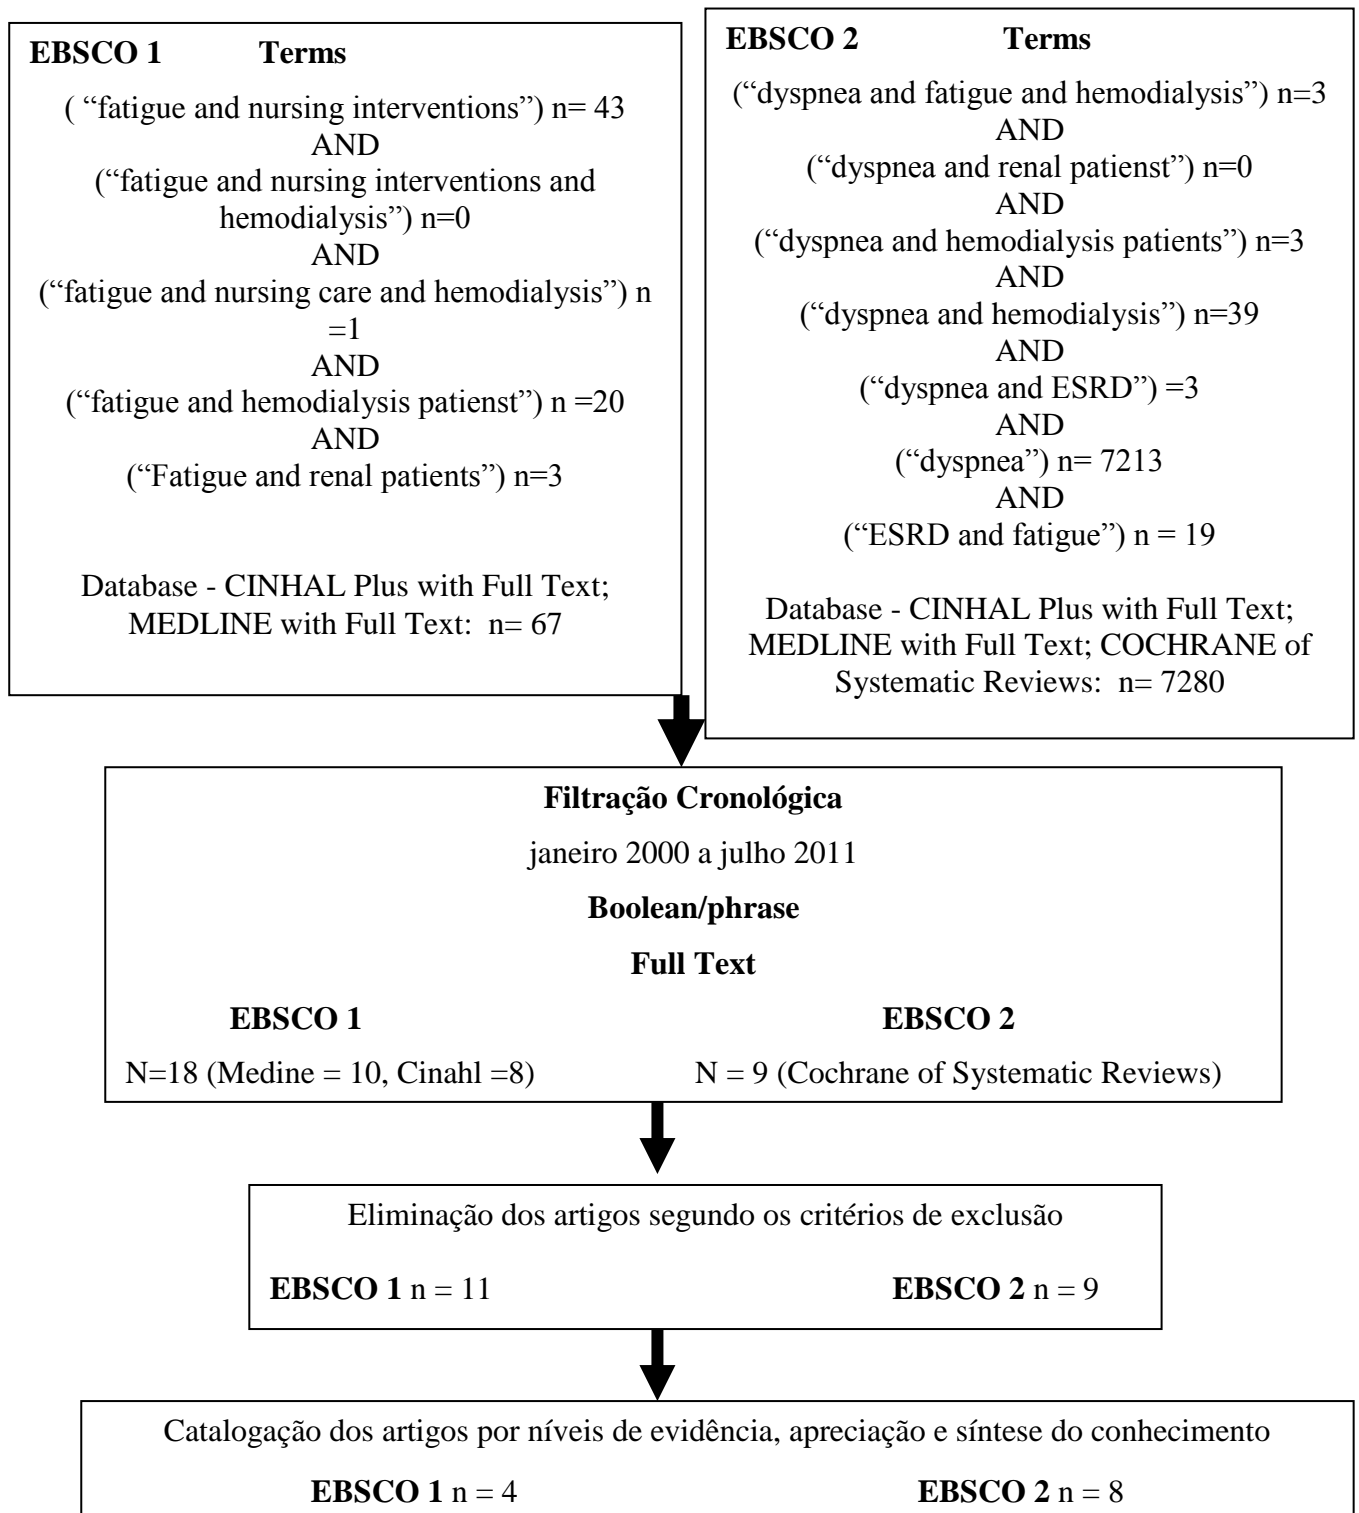 EBSCO 1 Terms
( “fatigue and nursing interventions”) n= 43
AND
(“fatigue and nursing interventions and
hemodialysis”) n=0
AND
(“fatigue and nursing care and hemodialysis”) n
=1
AND
(“fatigue and hemodialysis patienst”) n =20
AND
(“Fatigue and renal patients”) n=3
Database - CINHAL Plus with Full Text;
MEDLINE with Full Text: n= 67
EBSCO 2 Terms
(“dyspnea and fatigue and hemodialysis”) n=3
AND
(“dyspnea and renal patienst”) n=0
AND
(“dyspnea and hemodialysis patients”) n=3
AND
(“dyspnea and hemodialysis”) n=39
AND
(“dyspnea and ESRD”) =3
AND
(“dyspnea”) n= 7213
AND
(“ESRD and fatigue”) n = 19
Database - CINHAL Plus with Full Text;
MEDLINE with Full Text; COCHRANE of
Systematic Reviews: n= 7280
Filtração Cronológica
janeiro 2000 a julho 2011
Boolean/phrase
Full Text
EBSCO 1 EBSCO 2
N=18 (Medine = 10, Cinahl =8) N = 9 (Cochrane of Systematic Reviews)
Eliminação dos artigos segundo os critérios de exclusão
EBSCO 1 n = 11 EBSCO 2 n = 9
Catalogação dos artigos por níveis de evidência, apreciação e síntese do conhecimento
EBSCO 1 n = 4 EBSCO 2 n = 8